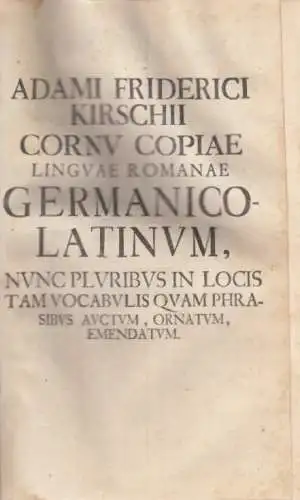 ADAMI FRIDERICI
KIRSCHII
CORNV COPIAE
LINGVAE ROMANAE
GERMANICO-
LATINVM,
NVNC PLVRIBVS IN LOCIS
TAM VOCABVLIS QVAM PHRA-
SIBVS AVCTVM, ORNATVM,
EMENDATVM.